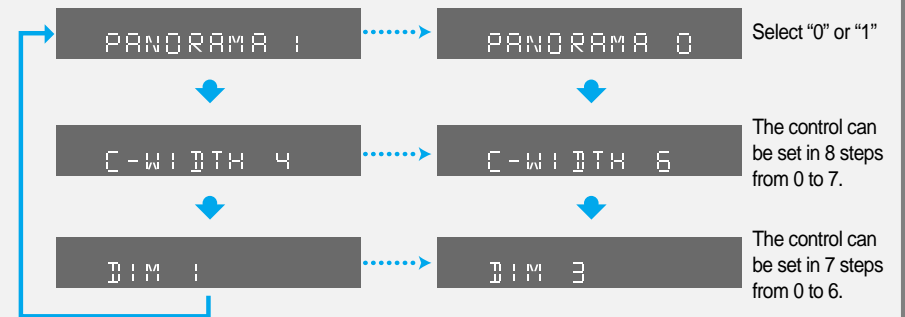 PANORAMA 1
PANORAMA 0
Select “0” or “1”
C-WIDTH 4
C-WIDTH 6
The control can
be set in 8 steps
from 0 to 7.
DIM 1
DIM 3
The control can
be set in 7 steps
from 0 to 6.